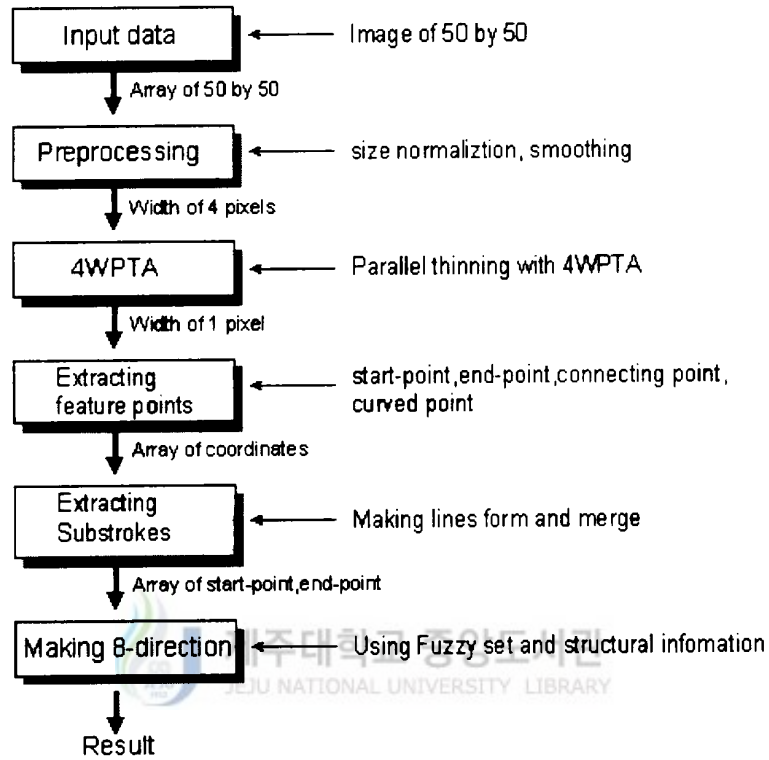 Input data
Image of 50 by 50
Array of 50 by 50
Preprocessing
size normaliztion, smoothing
Width of 4 pixels
4WPTA
Parallel thinning with 4WPTA
Width of 1 pixel
Extracting
feature points
start-point,end-point,connecting point,
curved point
Array of coordinates
Extracting
Substrokes
Making lines form and merge
Array of start-point,end-point
Making 8-direction
Using Fuzzy set and structural infomation
제주대학교 중앙도서관
JEJU NATIONAL UNIVERSITY LIBRARY
Result